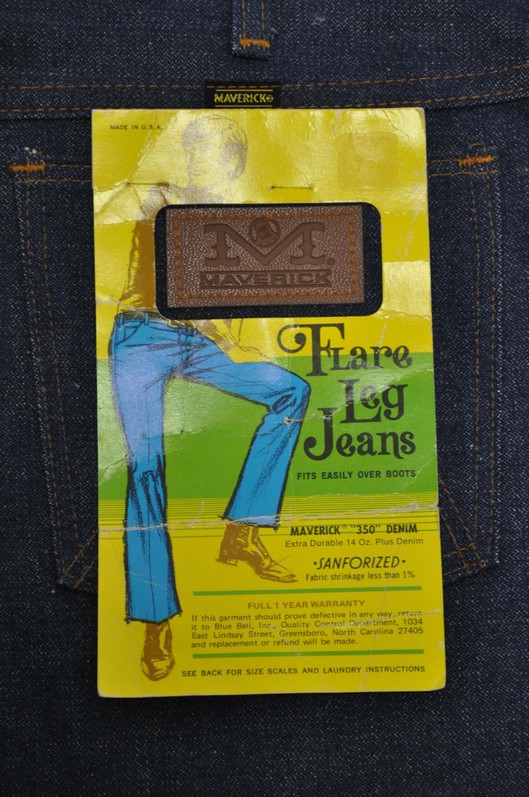 MAVERICK
MADE IN U.S.A.
M
MAVERICK
Flare
Leg
Jeans
FITS EASILY OVER BOOTS
MAVERICK® "350" DENIM
Extra Durable 14 Oz. Plus Denim
•SANFORIZED•
Fabric shrinkage less than 1%
FULL 1 YEAR WARRANTY
If this garment should prove defective in any way, return
it to Blue Bell, Inc., Quality Control Department, 1034
East Lindsay Street, Greensboro, North Carolina 27405
and replacement or refund will be made.
SEE BACK FOR SIZE SCALES AND LAUNDRY INSTRUCTIONS